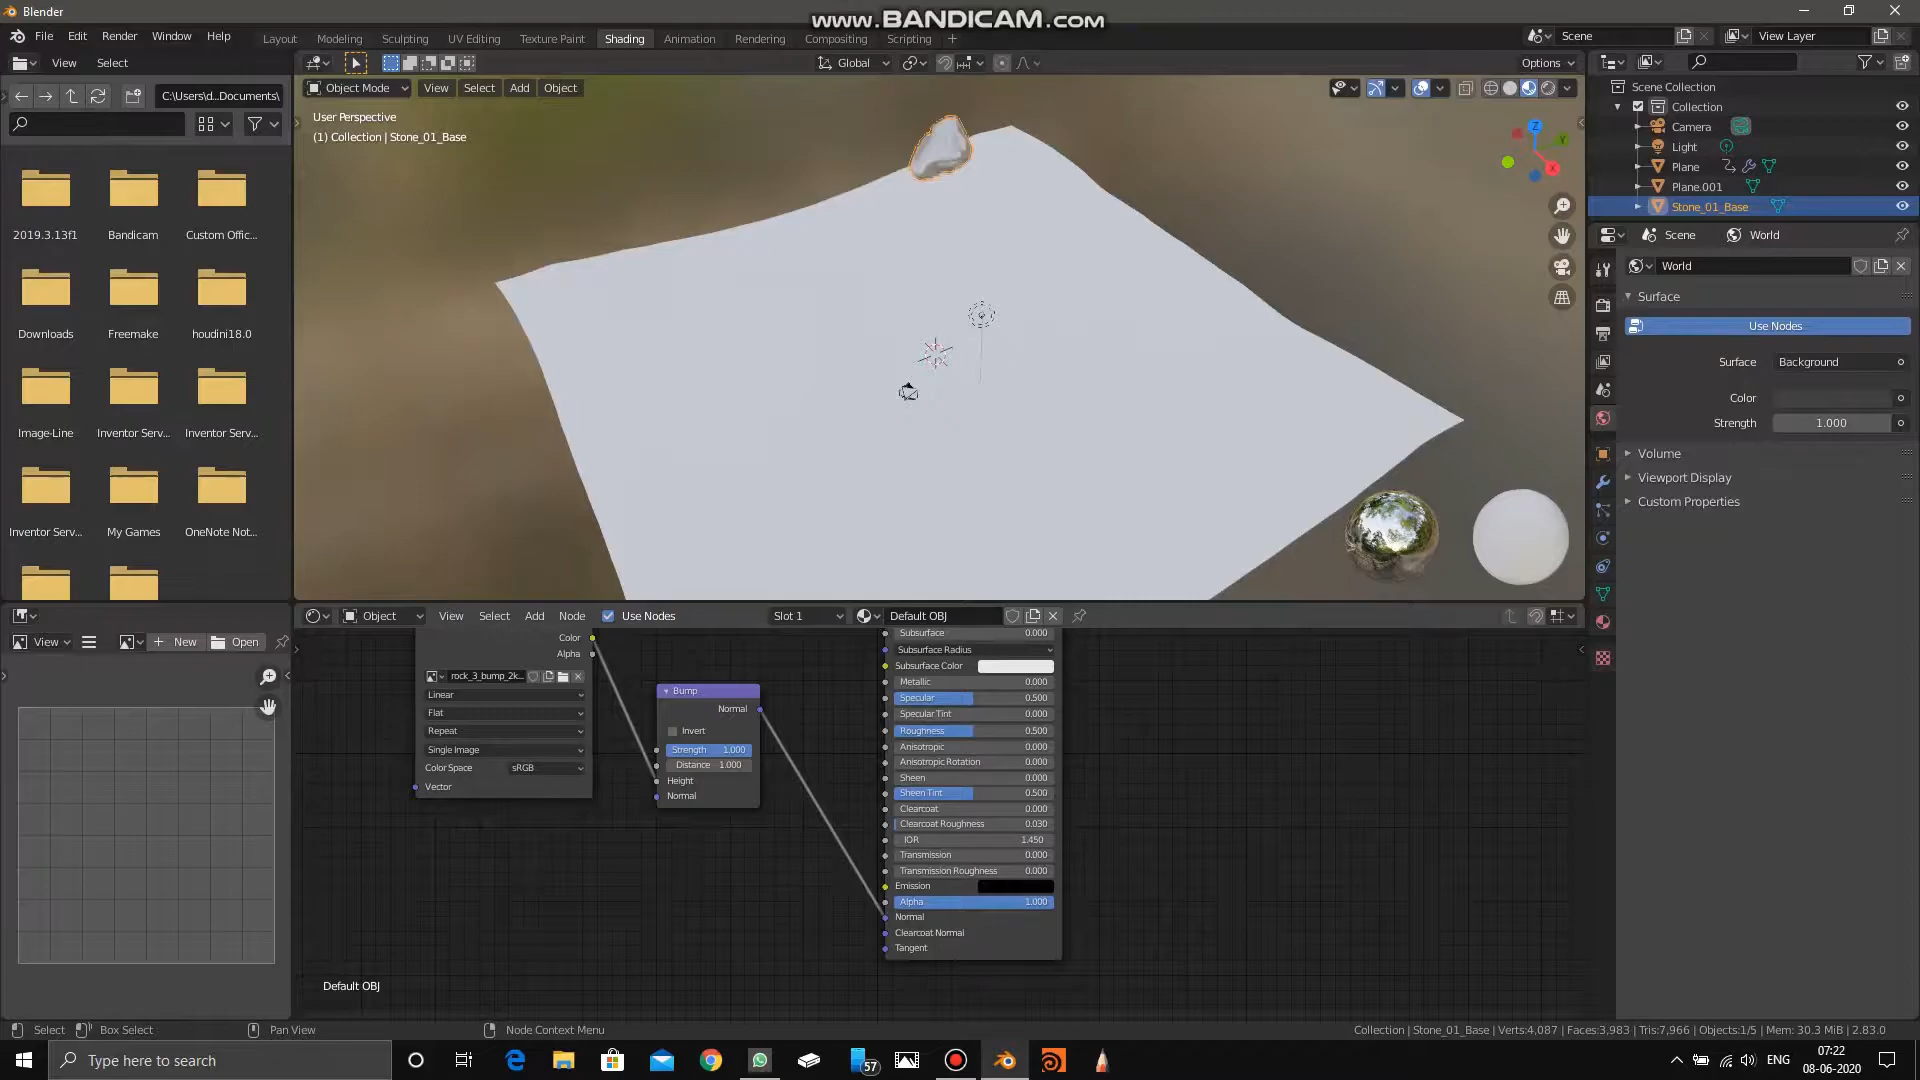 Blender
www.BANDICAM.com
File Edit Render Window Help
Layout Modeling Sculpting UV Editing Texture Paint Shading Animation Rendering Compositing Scripting
Scene
View Layer
View Select
Global
Options
C:\Users\d...Documents\
Object Mode View Select Add Object
User Perspective
(1) Collection | Stone_01_Base
Z
Y
X
Scene Collection
Collection
Camera
Light
Plane
Plane.001
Stone_01_Base
Scene World
World
Surface
Use Nodes
Surface Background
Color
Strength 1.000
Volume
Viewport Display
Custom Properties
2019.3.13f1 Bandicam Custom Offic...
Downloads Freemake houdini18.0
Image-Line Inventor Serv... Inventor Serv...
Inventor Serv... My Games OneNote Not...
View New Open
Object View Select Add Node Use Nodes Slot 1 Default OBJ
Color
Alpha
rock_3_bump_2k...
Linear
Flat
Repeat
Single Image
Color Space sRGB
Vector
Bump
Normal
Invert
Strength 1.000
Distance 1.000
Height
Normal
Subsurface 0.000
Subsurface Radius
Subsurface Color
Metallic 0.000
Specular 0.500
Specular Tint 0.000
Roughness 0.500
Anisotropic 0.000
Anisotropic Rotation 0.000
Sheen 0.000
Sheen Tint 0.500
Clearcoat 0.000
Clearcoat Roughness 0.030
IOR 1.450
Transmission 0.000
Transmission Roughness 0.000
Emission
Alpha 1.000
Normal
Clearcoat Normal
Tangent
Default OBJ
Select Box Select Pan View Node Context Menu
Collection | Stone_01_Base | Verts:4,087 | Faces:3,983 | Tris:7,966 | Objects:1/5 | Mem: 30.3 MiB | 2.83.0
Type here to search
57
ENG
07:22
08-06-2020